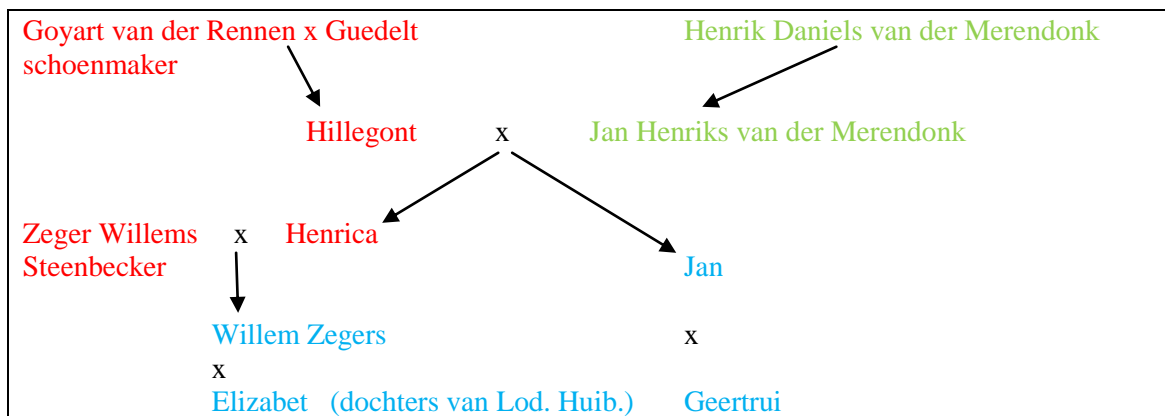 Goyart van der Rennen x Guedelt Henrik Daniels van der Merendonk
schoenmaker
Hillegont x Jan Henriks van der Merendonk
Zeger Willems x Henrica
Steenbecker Jan
Willem Zegers x
x
Elizabet (dochters van Lod. Huib.) Geertrui